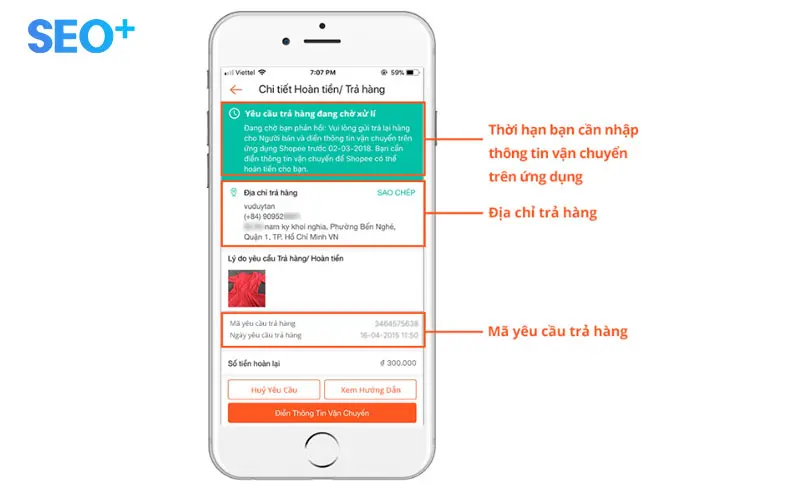 SEO+
Viettel 7:07 PM 59%
Chi tiết Hoàn tiền/ Trả hàng
Yêu cầu trả hàng đang chờ xử lí
Đang chờ bạn phản hồi: Vui lòng gửi trả lại hàng
cho Người bán và điền thông tin vận chuyển trên
ứng dụng Shopee trước 02-03-2018. Bạn cần
điền thông tin vận chuyển để Shopee có thể
hoàn tiền cho bạn.
Thời hạn bạn cần nhập
thông tin vận chuyển
trên ứng dụng
Địa chỉ trả hàng SAO CHÉP
vuduytan
(+84) 90952
nam ky khoi nghia, Phường Bến Nghé,
Quận 1, TP. Hồ Chí Minh VN
Địa chỉ trả hàng
Lý do yêu cầu Trả hàng/ Hoàn tiền
Mã yêu cầu trả hàng 3464575638
Ngày yêu cầu trả hàng 16-04-2015 11:50
Mã yêu cầu trả hàng
Số tiền hoàn lại ₫ 300.000
Huỷ Yêu Cầu Xem Hướng Dẫn
Điền Thông Tin Vận Chuyển